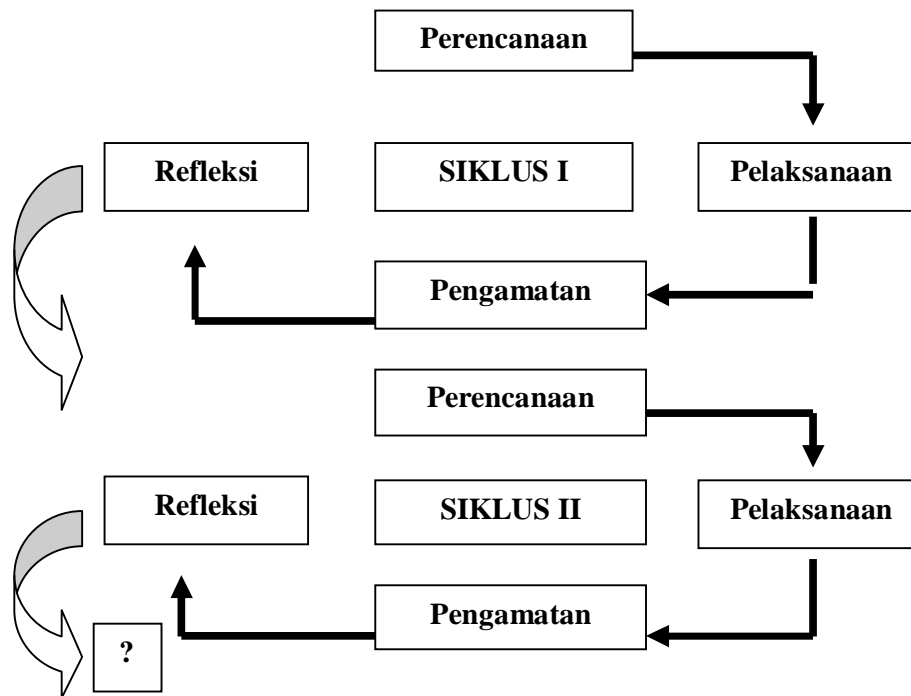 Perencanaan
Refleksi
SIKLUS I
Pelaksanaan
Pengamatan
Perencanaan
Refleksi
SIKLUS II
Pelaksanaan
Pengamatan
?